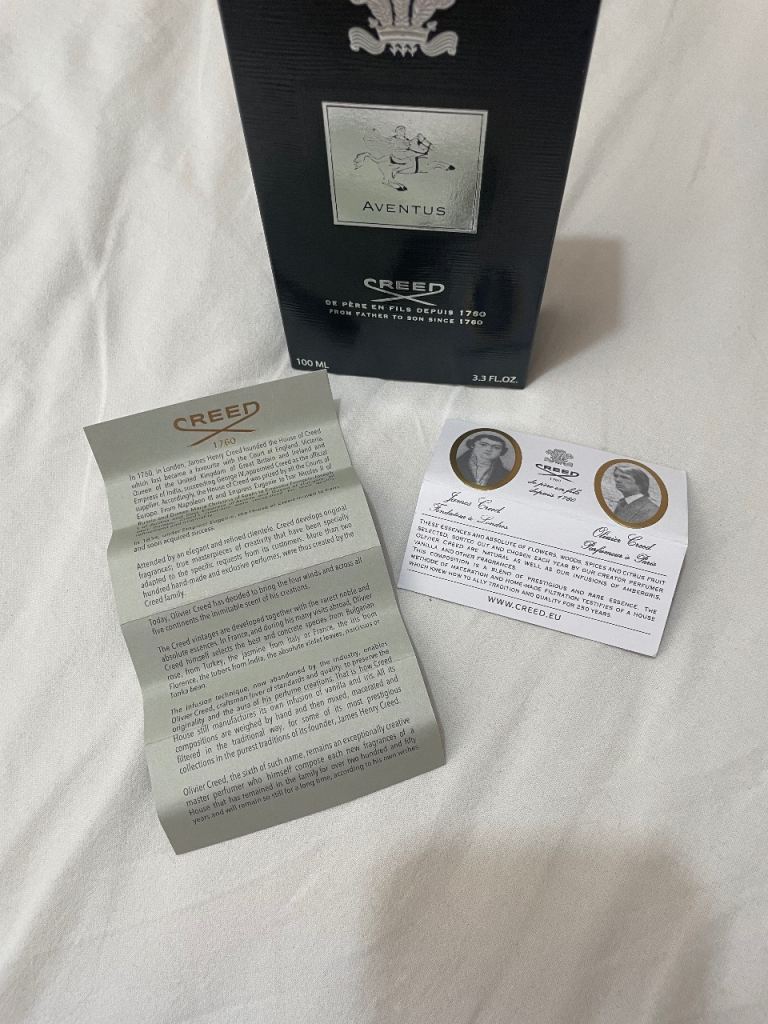 AVENTUS
CREED
DE PÈRE EN FILS DEPUIS 1760
FROM FATHER TO SON SINCE 1760
100 ML
3.3 FL.OZ.
CREED
1760
In 1760, in London, James Henry Creed founded the House of Creed
which fast became a favourite with the Court of England. Victoria,
Queen of the United Kingdom of Great Britain and Ireland and
Empress of India, succeeding George IV, appointed Creed as the official
supplier. Accordingly, the House of Creed was prized by all the Courts of
Europe. From Napoleon III and Empress Eugenie to Tsar Nicolas II of
and soon acquired success.
Attended by an elegant and refined clientele, Creed develops original
fragrances, true masterpieces of creativity that have been specially
adapted to the specific requests from its customers. More than two
hundred hand-made and exclusive perfumes, were thus created by the
Creed family.
Today, Olivier Creed has decided to bring the four winds and across all
five continents the inimitable scent of his creations.
The Creed vintages are developed together with the rarest noble and
absolute essences. In France, and during his many visits abroad, Olivier
Creed himself selects the best and concrete species from Bulgarian
rose, from Turkey, the jasmine from Italy or France, the iris from
Florence, the tubers from India, the absolute violet leaves, narcissus or
Tonka bean.
The infusion technique, now abandoned by the industry, enables
Olivier Creed, craftsman lover of standards and quality, to preserve the
originality and the aura of his perfume creations. That is how Creed
House still manufactures its own infusion of vanilla and iris. All its
compositions are weighed by hand and then mixed, macerated and
filtered in the traditional way, for some of its most prestigious
collections in the purest traditions of its founder, James Henry Creed.
Olivier Creed, the sixth of such name, remains an exceptionally creative
master perfumer who himself compose each new fragrances of a
House that has remained in the family for over two hundred and fifty
years and will remain so still for a long time, according to his own wishes.
CREED
1760
de père en fils
depuis 1760
James Creed
Fondateur à Londres
Olivier Creed
Parfumeur à Paris
THESE ESSENCES AND ABSOLUTE OF FLOWERS, WOODS, SPICES AND CITRUS FRUIT
SELECTED, SORTED OUT AND CHOSEN EACH YEAR BY OUR CREATOR PERFUMER
OLIVIER CREED ARE NATURAL AS WELL AS OUR INFUSIONS OF AMBERGRIS,
VANILLA AND OTHER FRAGRANCES.
THIS COMPOSITION IS A BLEND OF PRESTIGIOUS AND RARE ESSENCE. THE
METHODE OF MACERATION AND HOME-MADE FILTRATION TESTIFIES OF A HOUSE
WHICH KNEW HOW TO ALLY TRADITION AND QUALITY FOR 250 YEARS.
WWW.CREED.EU